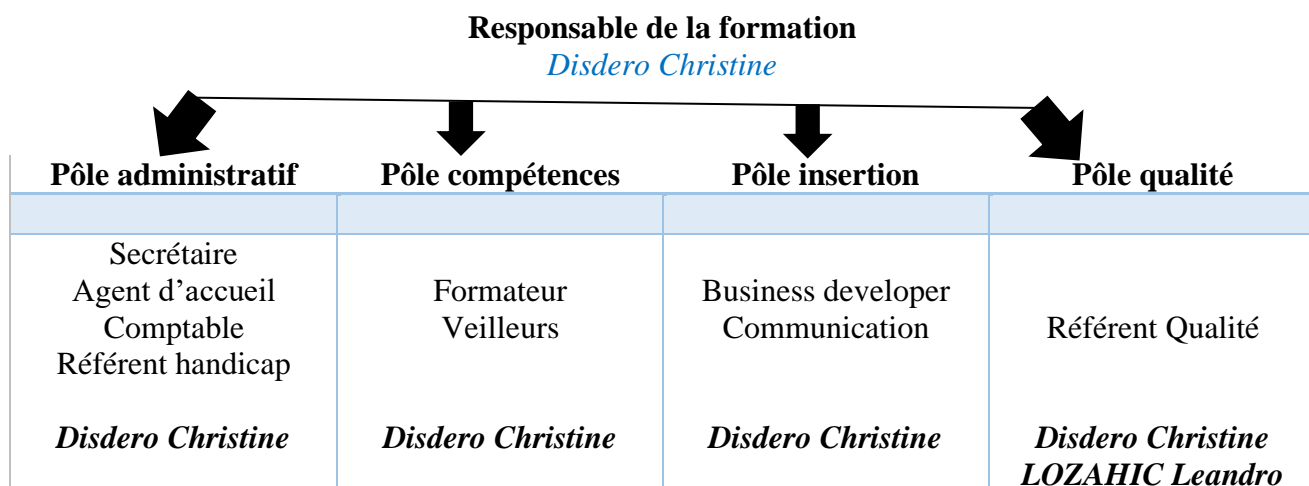 Responsable de la formation
Disdero Christine
Pôle administratif
Pôle compétences
Pôle insertion
Pôle qualité
Secrétaire
Agent d’accueil
Comptable
Référent handicap
Formateur
Veilleurs
Business developer
Communication
Référent Qualité
Disdero Christine
Disdero Christine
Disdero Christine
Disdero Christine
LOZAHIC Leandro